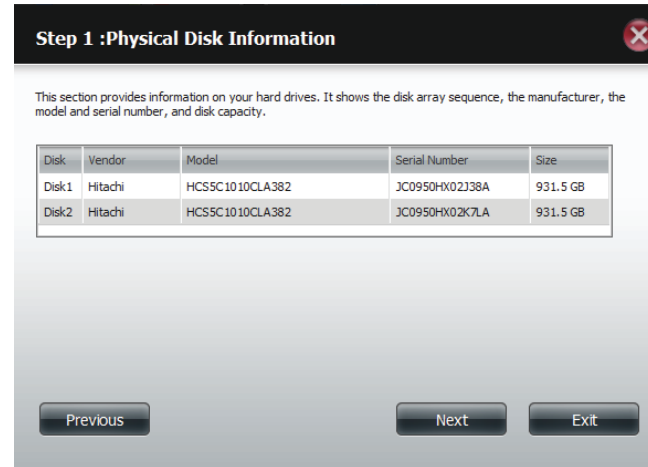 Step 1 :Physical Disk Information
This section provides information on your hard drives. It shows the disk array sequence, the manufacturer, the
model and serial number, and disk capacity.
Disk Vendor Model Serial Number Size
Disk1 Hitachi HCS5C1010CLA382 JC0950HX02J38A 931.5 GB
Disk2 Hitachi HCS5C1010CLA382 JC0950HX02K7LA 931.5 GB
Previous Next Exit